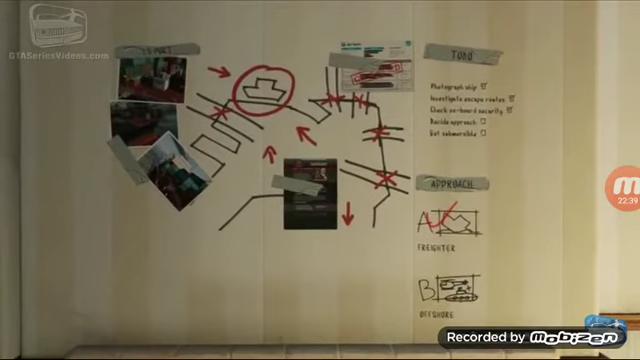 GTASeriesVideos.com
TODO
Photograph ship
Investigate escape routes
Check on-board security
Decide approach
Get submersible
APPROACH
A
FREIGHTER
B
OFFSHORE
22:39
Recorded by mobizen